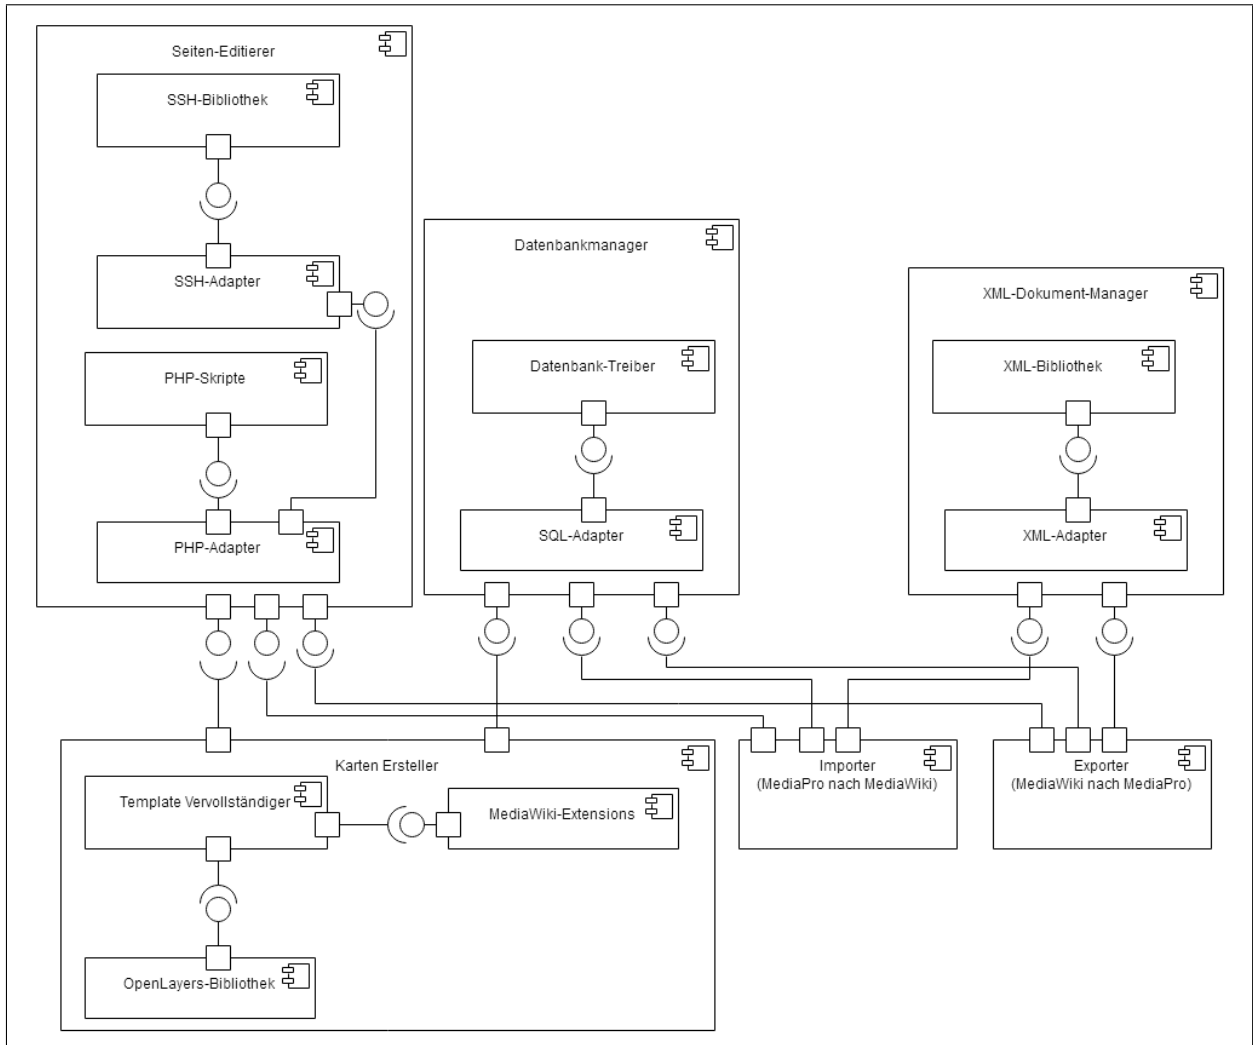 Seiten-Editierer
SSH-Bibliothek
SSH-Adapter
PHP-Skripte
PHP-Adapter
Datenbankmanager
Datenbank-Treiber
SQL-Adapter
XML-Dokument-Manager
XML-Bibliothek
XML-Adapter
Karten Ersteller
Template Vervollständiger
MediaWiki-Extensions
OpenLayers-Bibliothek
Importer
(MediaPro nach MediaWiki)
Exporter
(MediaWiki nach MediaPro)